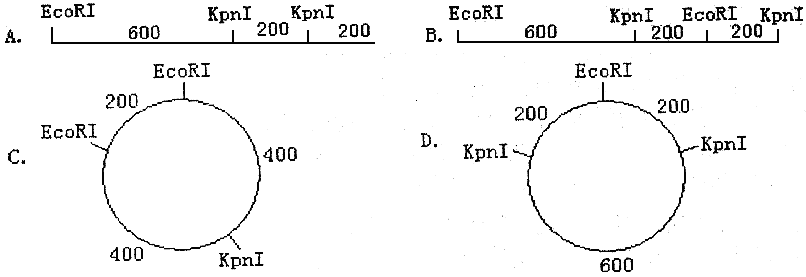 EcoRI KpnI KpnI
A. 600 200 200
EcoRI KpnI EcoRI KpnI
B. 600 200 200
C. EcoRI
200
EcoRI
400
400
KpnI
D. EcoRI
200 200
KpnI KpnI
600